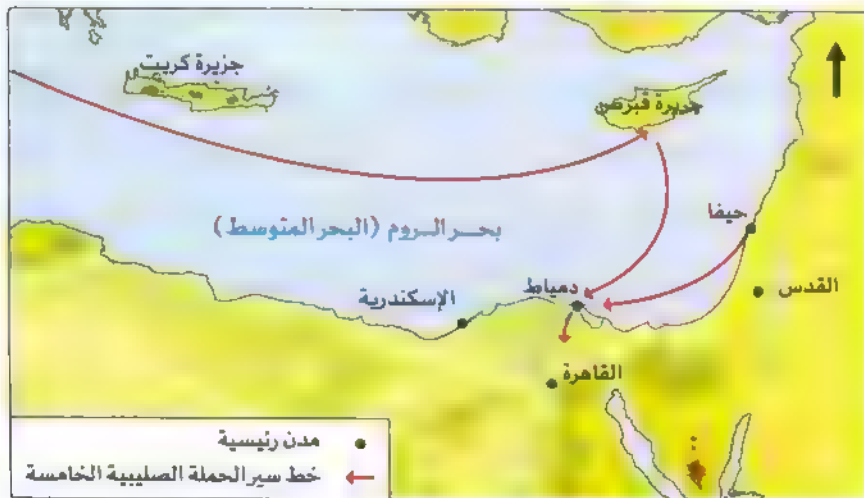 جزيرة كريت
جزيرة قبرص
حيفا
بحر الروم (البحر المتوسط)
القدس
دمياط
الإسكندرية
القاهرة
مدن رئيسية
خط سير الحملة الصليبية الخامسة